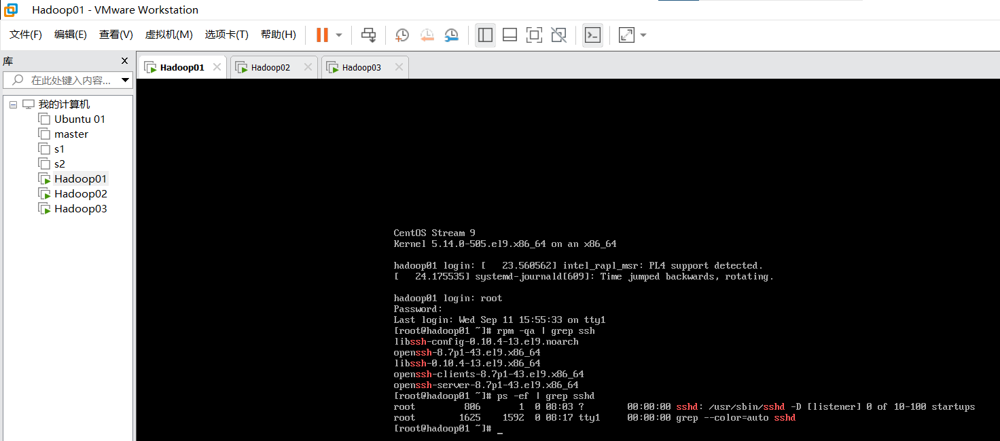 Hadoop01 - VMware Workstation
文件(F) 编辑(E) 查看(V) 虚拟机(M) 选项卡(T) 帮助(H)
库
在此处键入内容...
我的计算机
Ubuntu 01
master
s1
s2
Hadoop01
Hadoop02
Hadoop03
Hadoop01 Hadoop02 Hadoop03
CentOS Stream 9
Kernel 5.14.0-505.el9.x86_64 on an x86_64
hadoop01 login: [   23.560562] intel_rapl_msr: PL4 support detected.
[   24.175535] systemd-journald[609]: Time jumped backwards, rotating.
hadoop01 login: root
Password:
Last login: Wed Sep 11 15:55:33 on tty1
[root@hadoop01 ~]# rpm -qa | grep ssh
libssh-config-0.10.4-13.el9.noarch
openssh-8.7p1-43.el9.x86_64
libssh-0.10.4-13.el9.x86_64
openssh-clients-8.7p1-43.el9.x86_64
openssh-server-8.7p1-43.el9.x86_64
[root@hadoop01 ~]# ps -ef | grep sshd
root         806       1  0 08:03 ?        00:00:00 sshd: /usr/sbin/sshd -D [listener] 0 of 10-100 startups
root        1625    1592  0 08:17 tty1     00:00:00 grep --color=auto sshd
[root@hadoop01 ~]# _